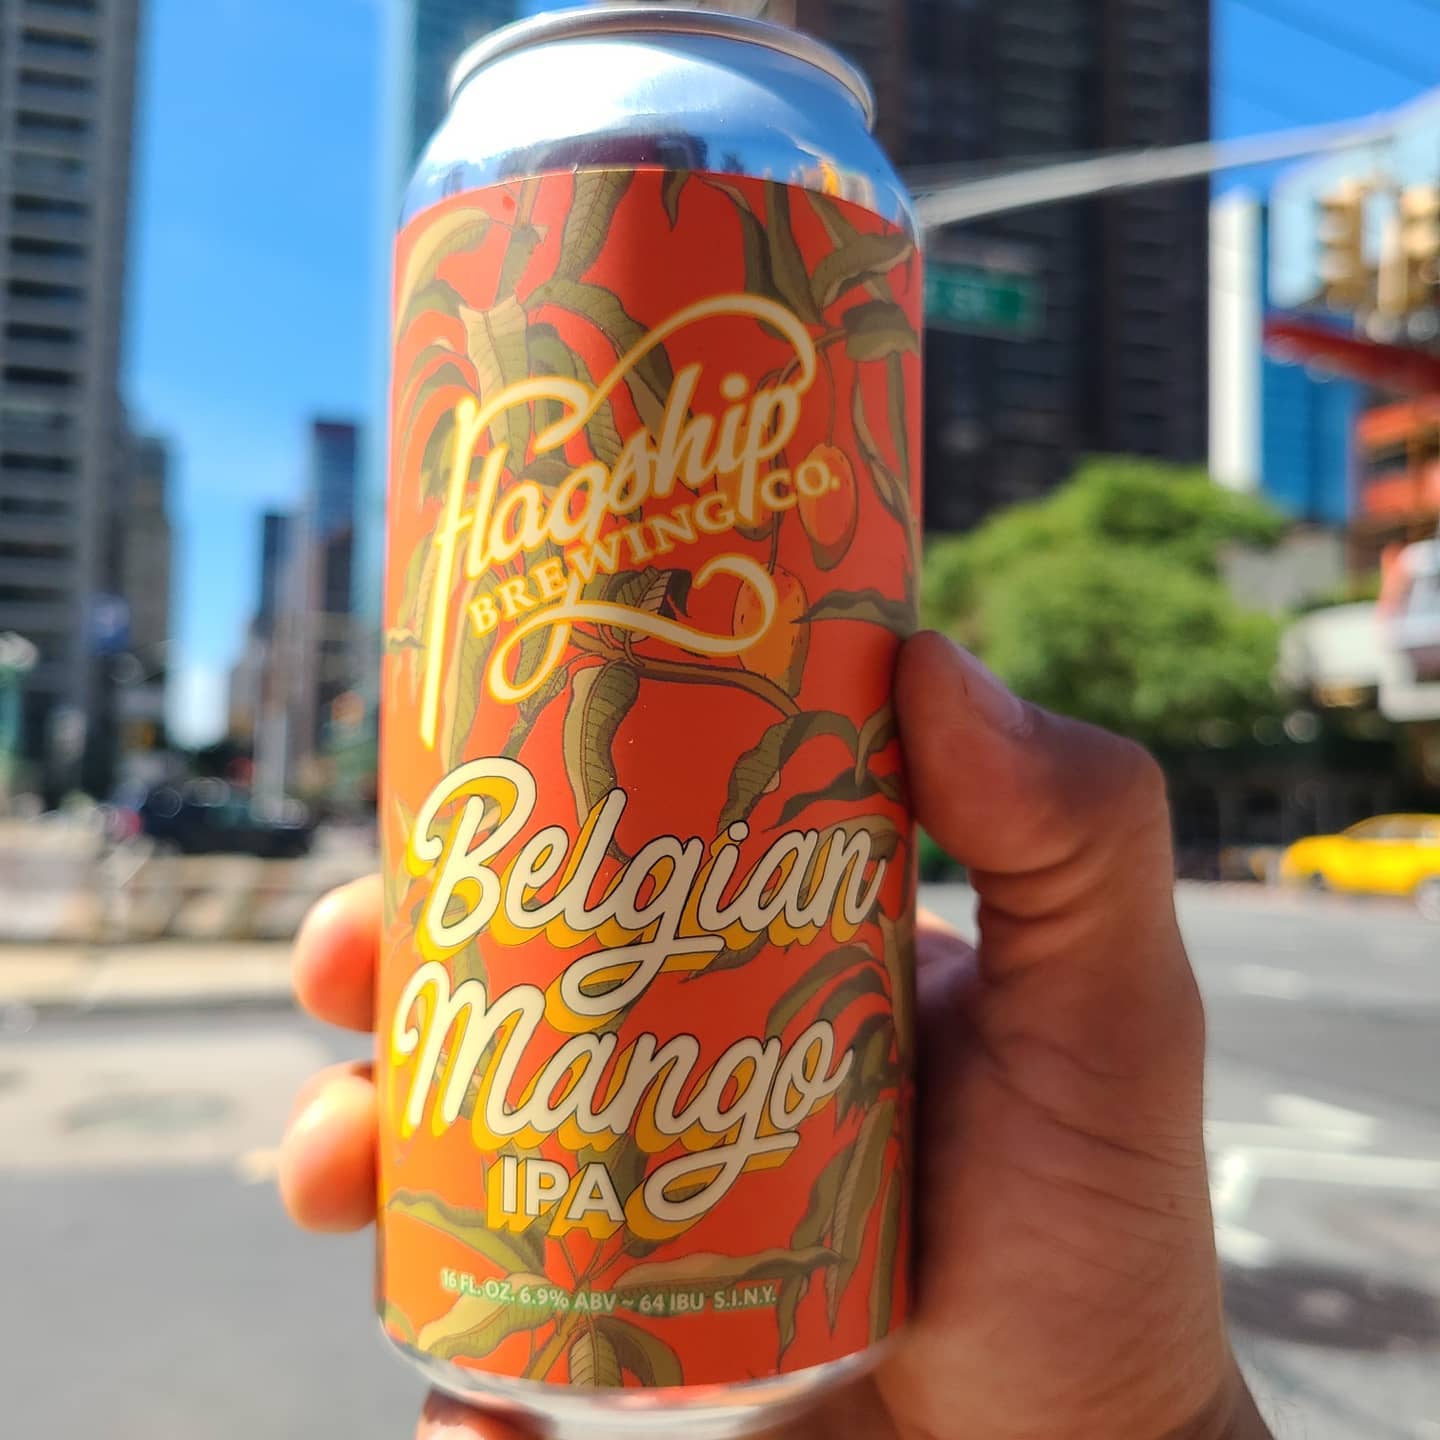 Flagship
BREWING CO.
Belgian
Mango
IPA
16 FL. OZ. 6.9% ABV ~ 64 IBU S.I.N.Y.